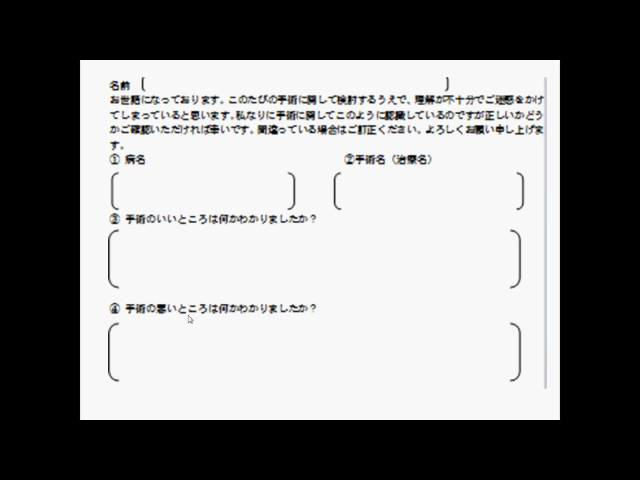 名前
お世話になっております。このたびの手術に関して検討するうえで、理解が不十分でご迷惑をかけ
てしまっていると思います。私なりに手術に関してこのように認識しているのですが正しいかどう
かご確認いただければ幸いです。間違っている場合はご訂正ください。よろしくお願い申し上げま
す。
① 病名 ②手術名（治療名）
③ 手術のいいところは何かわかりましたか？
④ 手術の悪いところは何かわかりましたか？